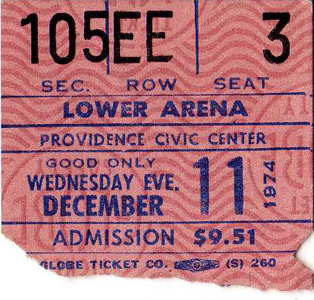 105 EE 3
SEC. ROW SEAT
LOWER ARENA
PROVIDENCE CIVIC CENTER
GOOD ONLY
WEDNESDAY EVE.
DECEMBER 11 1974
ADMISSION $9.51
GLOBE TICKET CO. (S) 260